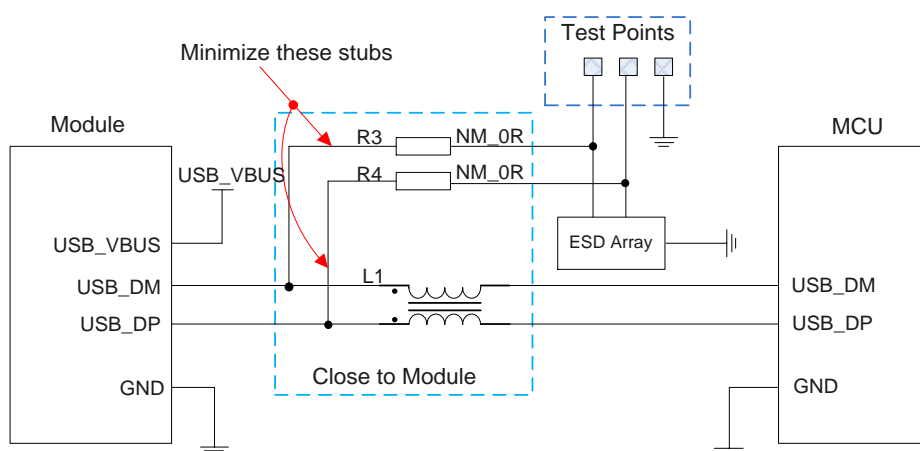 Test Points
Minimize these stubs
Module
MCU
R3
NM_0R
USB_VBUS
R4
NM_0R
ESD Array
USB_VBUS
USB_DM
L1
USB_DM
USB_DP
USB_DP
Close to Module
GND
GND